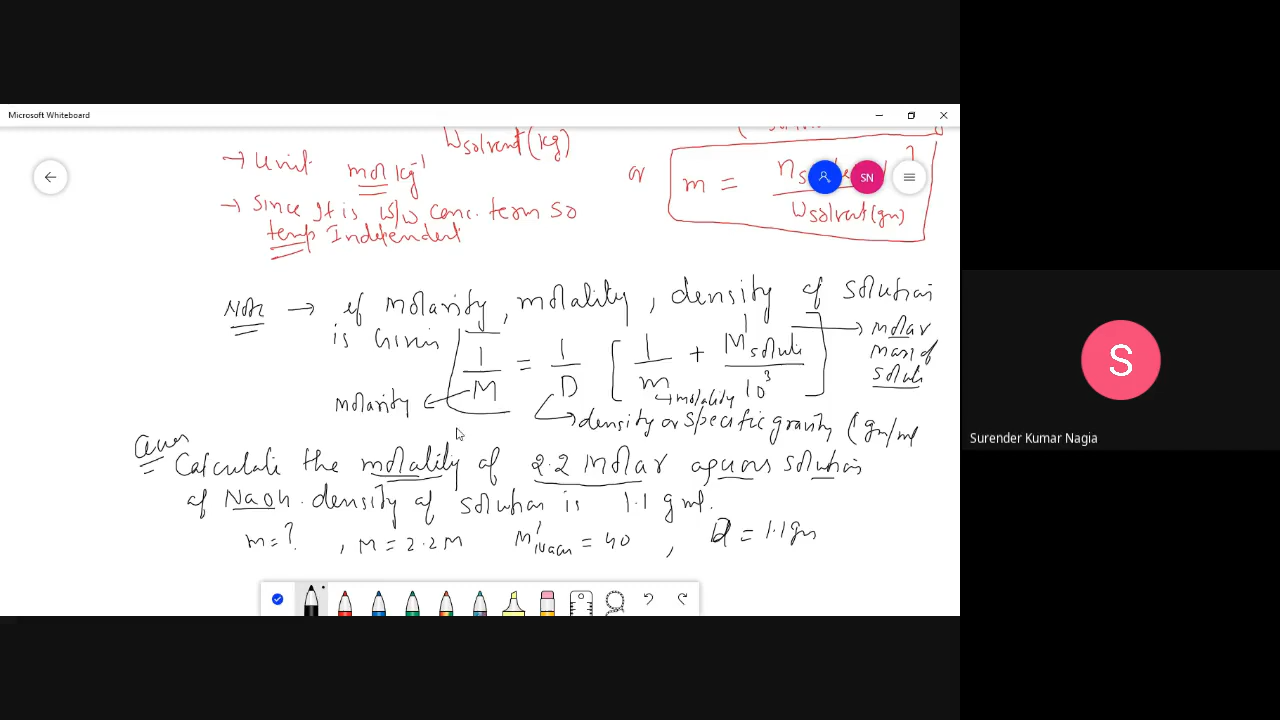 Microsoft Whiteboard
Wsolvent (kg)
→ Unit mol kg⁻¹
or m =
Wsolvent (gm)
SN
→ Since It is W/W Conc. term so
temp Independent
Note → if molarity, molality, density of solution
is Given 1/M = 1/D [1/m + M'solute/10³] → molar
mass of
solute
molarity
→ molality
→ density or specific gravity (gm/ml
Ques
Calculate the molality of 2.2 molar aqueous solution
of NaOH. density of solution is 1.1 g ml.
m = ? , M = 2.2 M M'NaOH = 40 , D = 1.1 gm
S
Surender Kumar Nagia